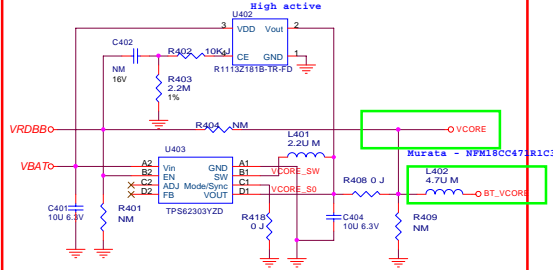 High active
U402
3 VDD Vout 2
C402
R402 10KJ
4 CE GND 1
NM
16V
R1113Z181B-TR-FD
R403
2.2M
1%
VRDBB
R404 NM
VCORE
U403
L401
2.2U M
Murata - NFM18CC471R1C3
VBAT
A2 Vin GND A1
B2 EN SW B1
VCORE_SW
L402
4.7U M
C2 ADJ Mode/Sync C1
D2 FB VOUT D1
VCORE_S0
R408 0 J
BT_VCORE
C401
10U 6.3V
R401
NM
TPS62303YZD
R418
0 J
C404
10U 6.3V
R409
NM